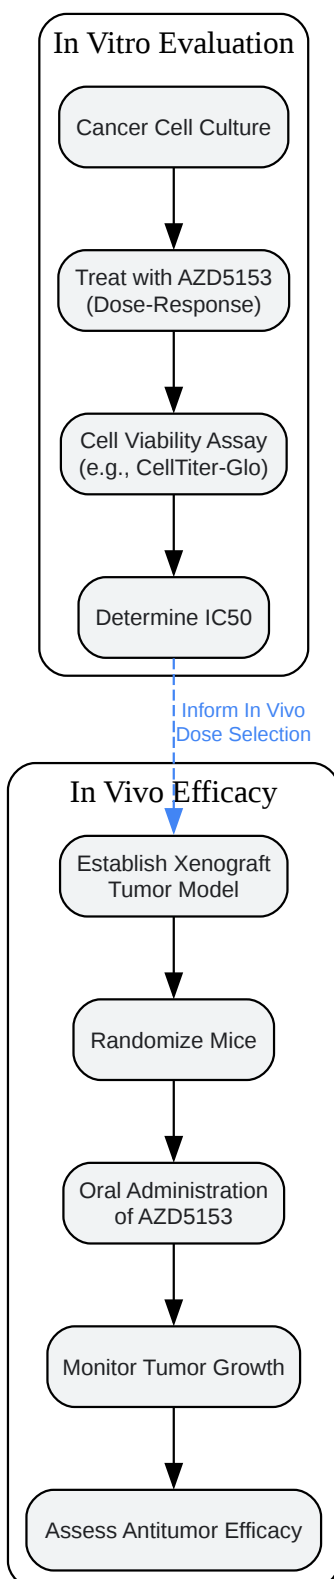 In Vitro Evaluation
Cancer Cell Culture
Treat with AZD5153
(Dose-Response)
Cell Viability Assay
(e.g., CellTiter-Glo)
Determine IC50
Inform In Vivo
Dose Selection
In Vivo Efficacy
Establish Xenograft
Tumor Model
Randomize Mice
Oral Administration
of AZD5153
Monitor Tumor Growth
Assess Antitumor Efficacy